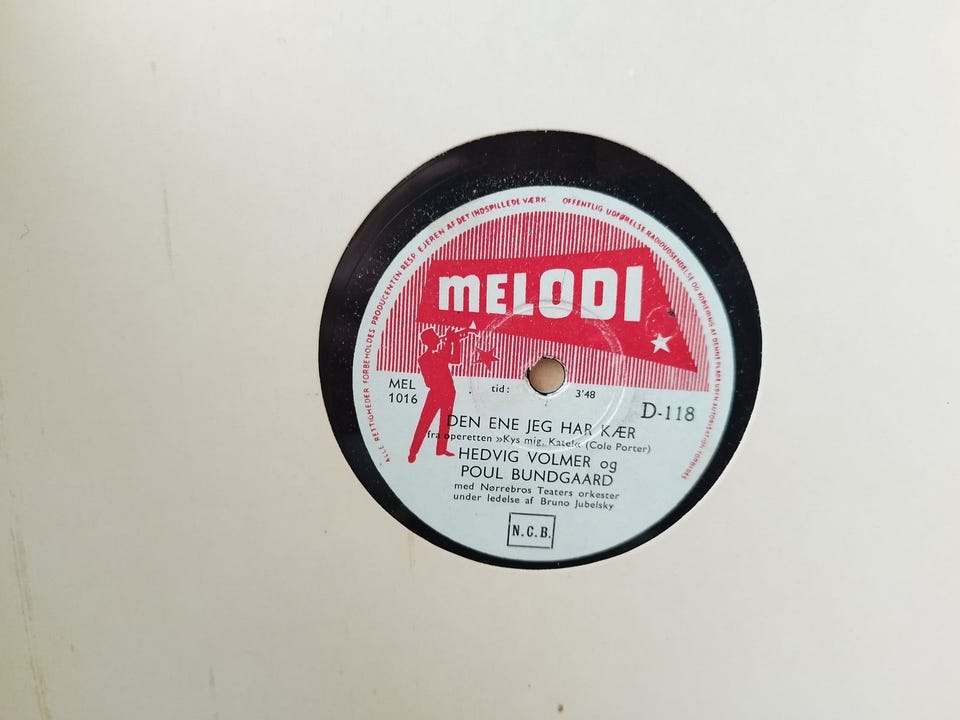 ALLE RETTIGHEDER FORBEHOLDES PRODUCENTEN RESP. EJEREN AF DET INDSPILLEDE VÆRK
OFFENTLIG UDFØRELSE RADIOUDSENDELSE OG KOPIERING AF DENNE PLADE UDEN AUTORISATION FORBYDES
MELODI
MEL
1016
tid: 3'48
D-118
DEN ENE JEG HAR KÆR
fra operetten »Kys mig, Kate!« (Cole Porter)
HEDVIG VOLMER og
POUL BUNDGAARD
med Nørrebros Teaters orkester
under ledelse af Bruno Jubelsky
N.C.B.